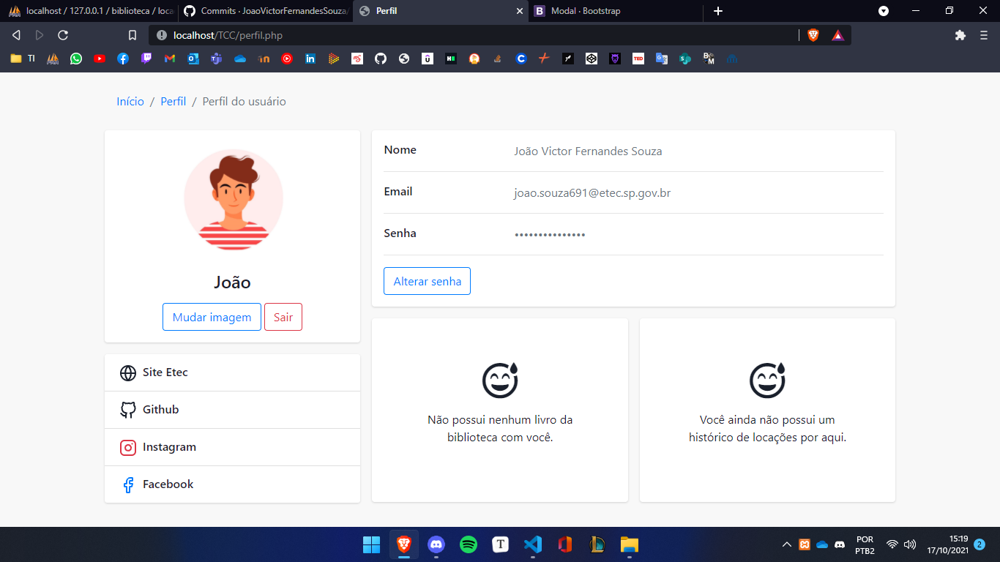 localhost / 127.0.0.1 / biblioteca / loca
Commits · JoaoVictorFernandesSouza/
Perfil
Modal · Bootstrap
localhost/TCC/perfil.php
TI
Início / Perfil / Perfil do usuário
João
Mudar imagem
Sair
Nome
João Victor Fernandes Souza
Email
joao.souza691@etec.sp.gov.br
Senha
•••••••••••••••
Alterar senha
Site Etec
Github
Instagram
Facebook
Não possui nenhum livro da
biblioteca com você.
Você ainda não possui um
histórico de locações por aqui.
POR
PTB2
15:19
17/10/2021
2